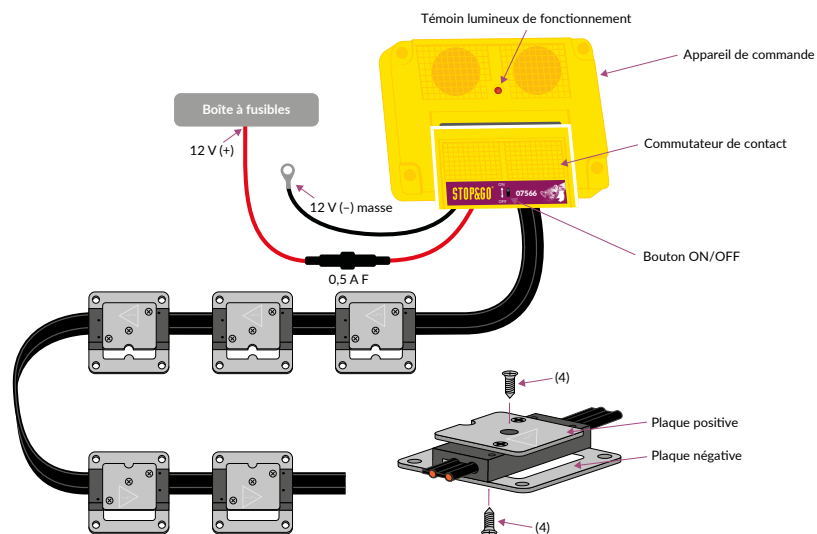 Témoin lumineux de fonctionnement
Appareil de commande
Boîte à fusibles
12 V (+)
Commutateur de contact
12 V (–) masse
STOP&GO
ON
OFF
07566
Bouton ON/OFF
0,5 A F
(4)
Plaque positive
Plaque négative
(4)